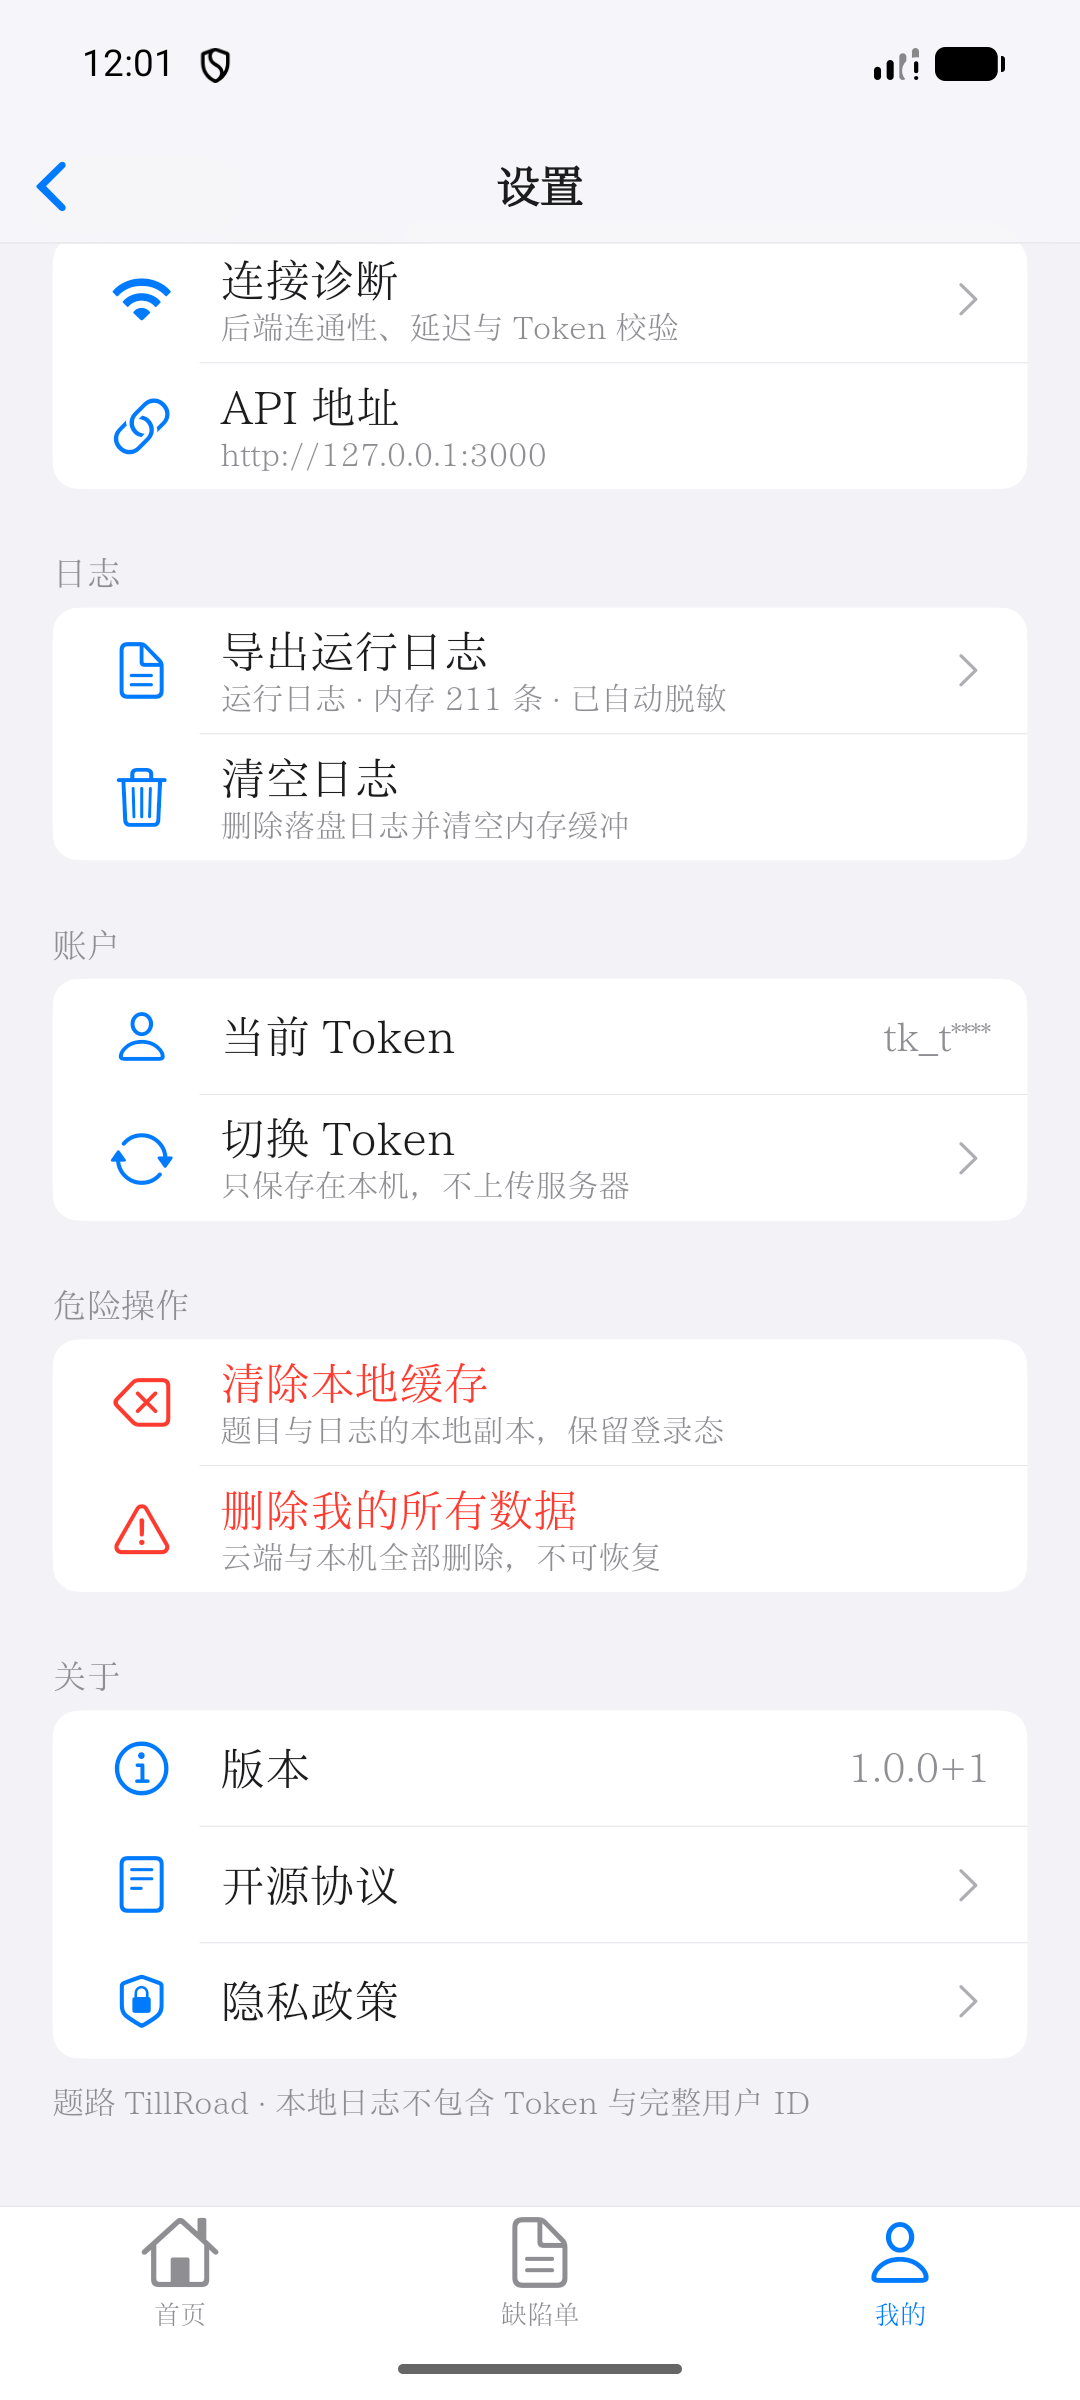 12:01
设置
连接诊断
后端连通性、延迟与 Token 校验
API 地址
http://127.0.0.1:3000
日志
导出运行日志
运行日志 · 内存 211 条 · 已自动脱敏
清空日志
删除落盘日志并清空内存缓冲
账户
当前 Token
tk_t****
切换 Token
只保存在本机，不上传服务器
危险操作
清除本地缓存
题目与日志的本地副本，保留登录态
删除我的所有数据
云端与本机全部删除，不可恢复
关于
版本
1.0.0+1
开源协议
隐私政策
题路 TillRoad · 本地日志不包含 Token 与完整用户 ID
首页
缺陷单
我的